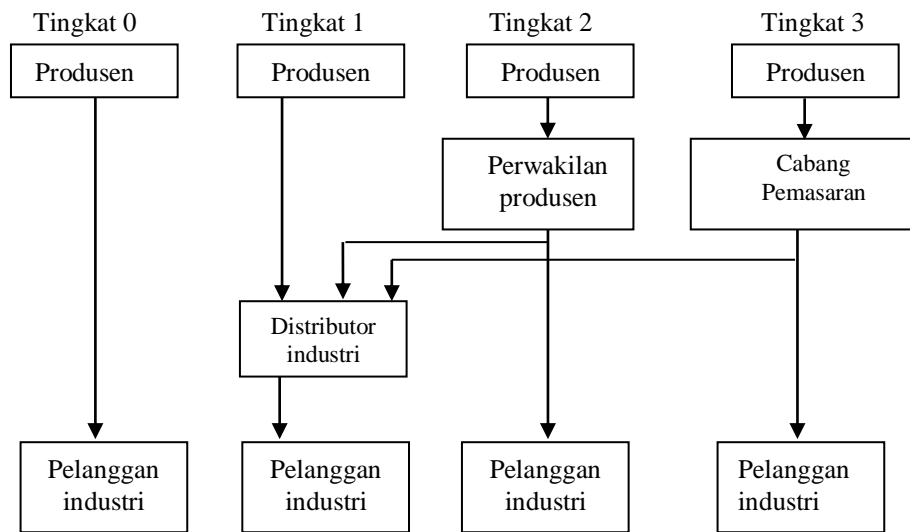 Tingkat 0
Tingkat 1
Tingkat 2
Tingkat 3
Produsen
Produsen
Produsen
Produsen
Perwakilan
produsen
Cabang
Pemasaran
Distributor
industri
Pelanggan
industri
Pelanggan
industri
Pelanggan
industri
Pelanggan
industri